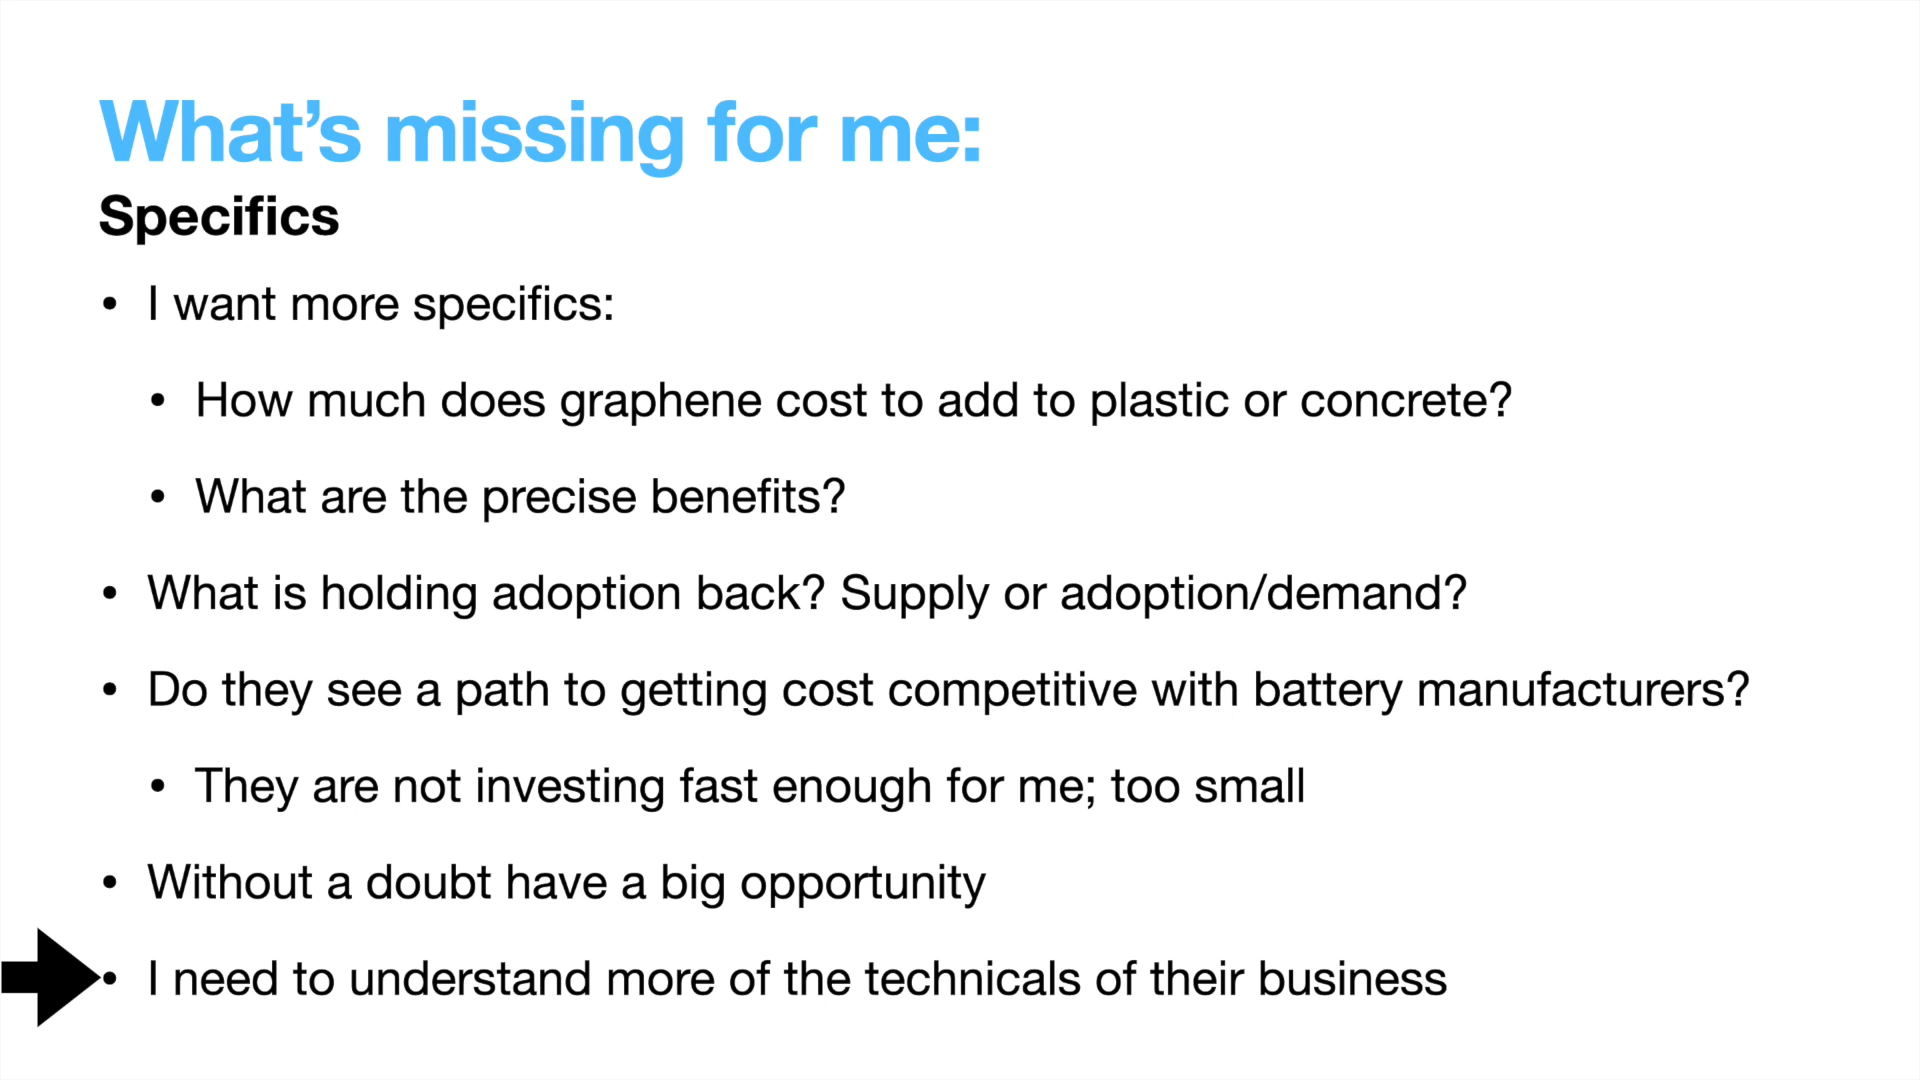 What’s missing for me:
Specifics
• I want more specifics:
• How much does graphene cost to add to plastic or concrete?
• What are the precise benefits?
• What is holding adoption back? Supply or adoption/demand?
• Do they see a path to getting cost competitive with battery manufacturers?
• They are not investing fast enough for me; too small
• Without a doubt have a big opportunity
• I need to understand more of the technicals of their business